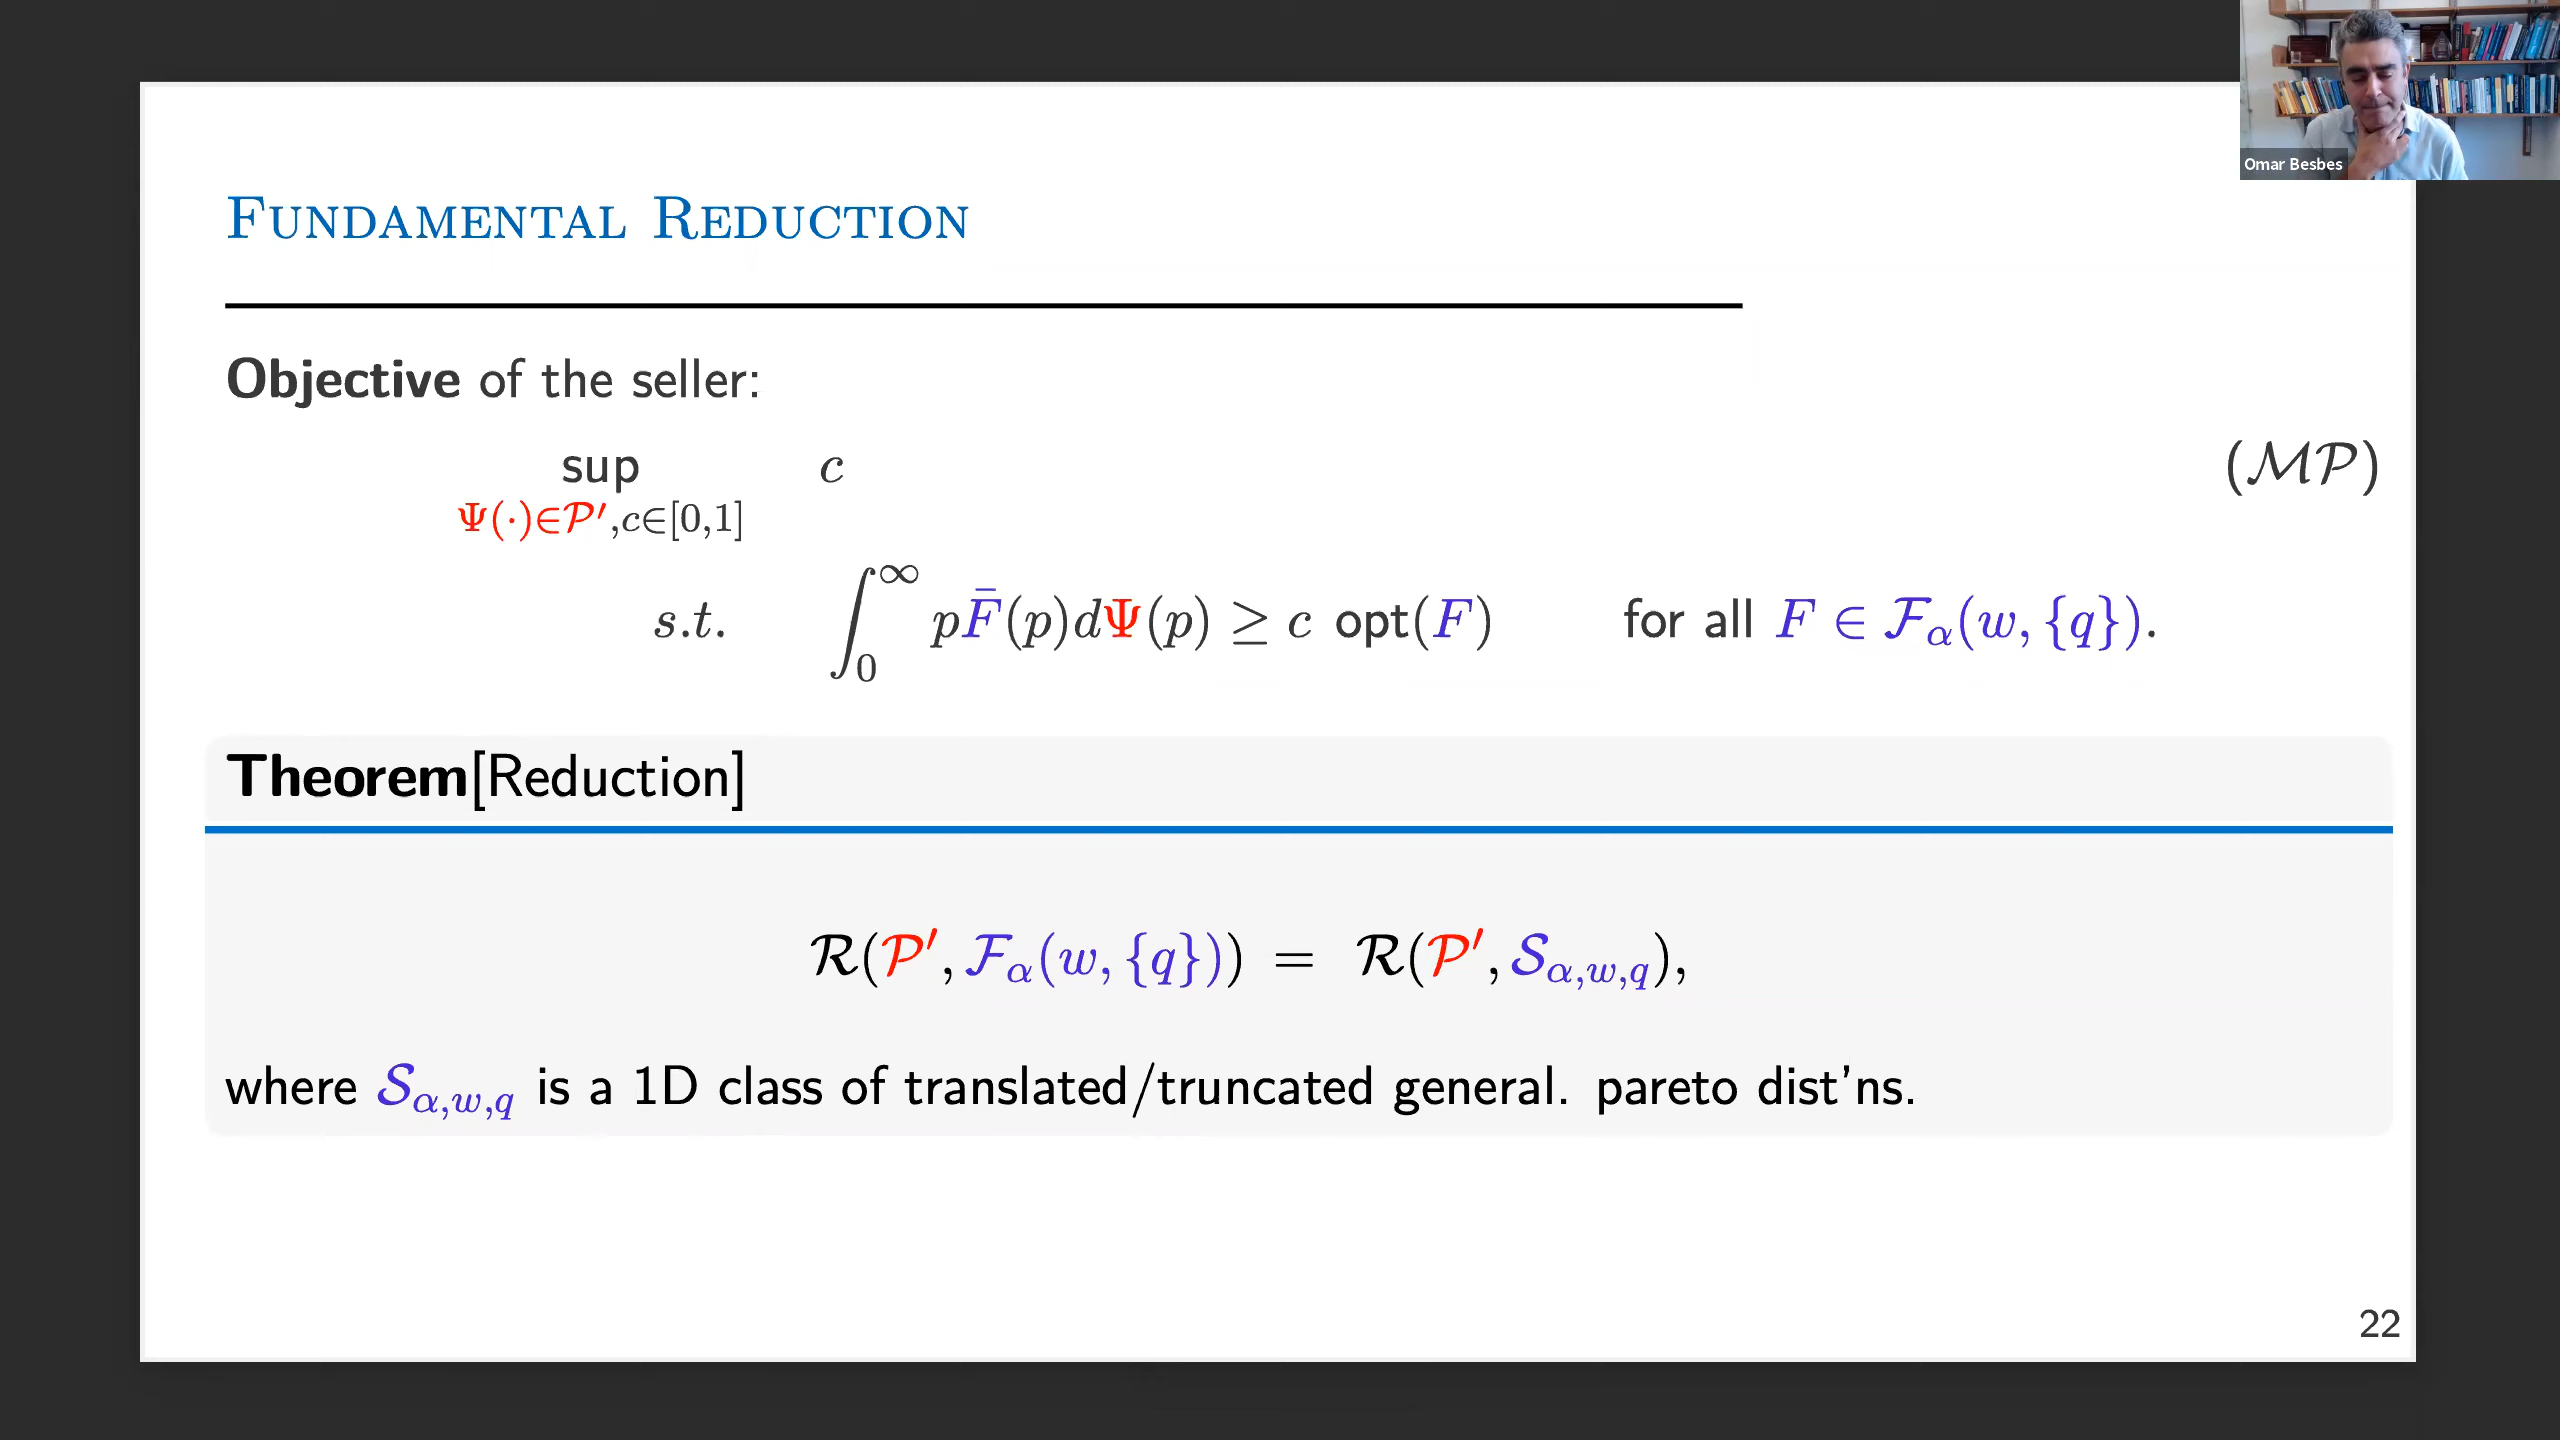 Omar Besbes
FUNDAMENTAL REDUCTION
Objective of the seller:
sup c (ℳ𝒫)
Ψ(·)∈𝒫′,c∈[0,1]
s.t. ∫₀^∞ pF̄(p)dΨ(p) ≥ c opt(F) for all F ∈ ℱ_α(w, {q}).
Theorem[Reduction]
ℛ(𝒫′, ℱ_α(w, {q})) = ℛ(𝒫′, 𝒮_{α,w,q}),
where 𝒮_{α,w,q} is a 1D class of translated/truncated general. pareto dist'ns.
22